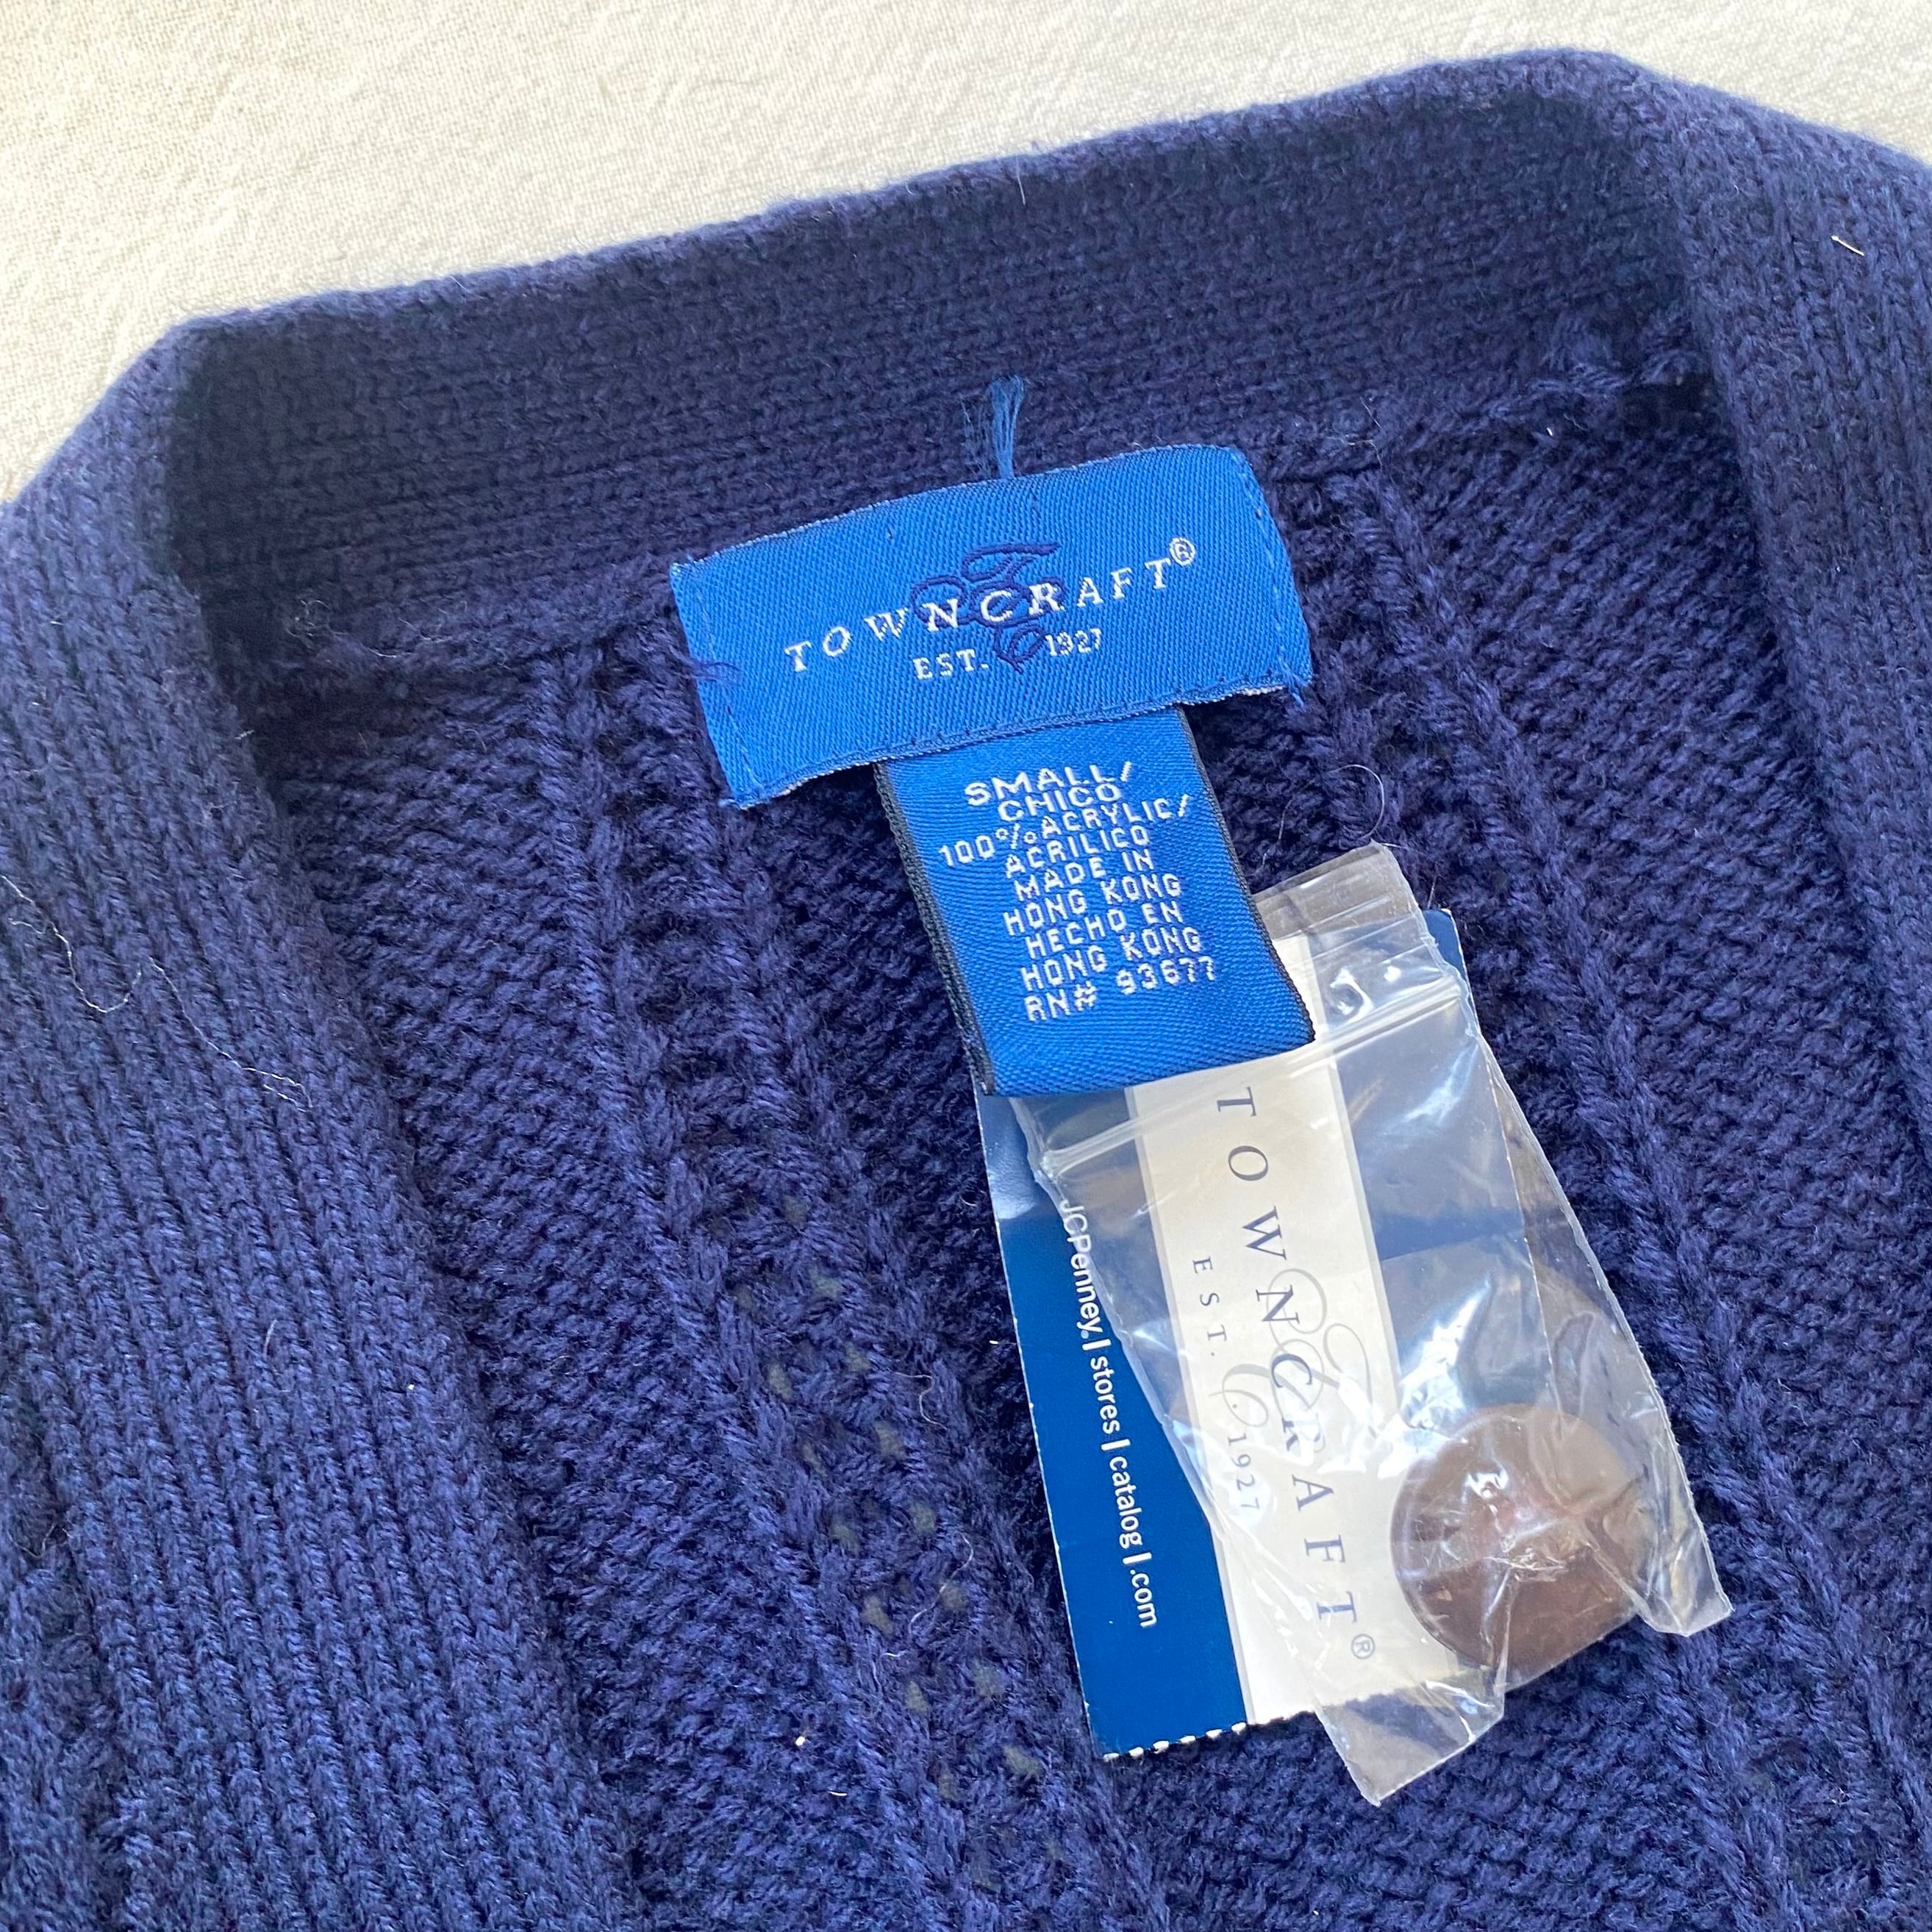 TOWNCRAFT®
EST. 1927
SMALL/
CHICO
100% ACRYLIC/
ACRILICO
MADE IN
HONG KONG
HECHO EN
HONG KONG
RN# 93677
TOWNCRAFT®
EST. 1927
JCPenney. | stores | catalog | .com